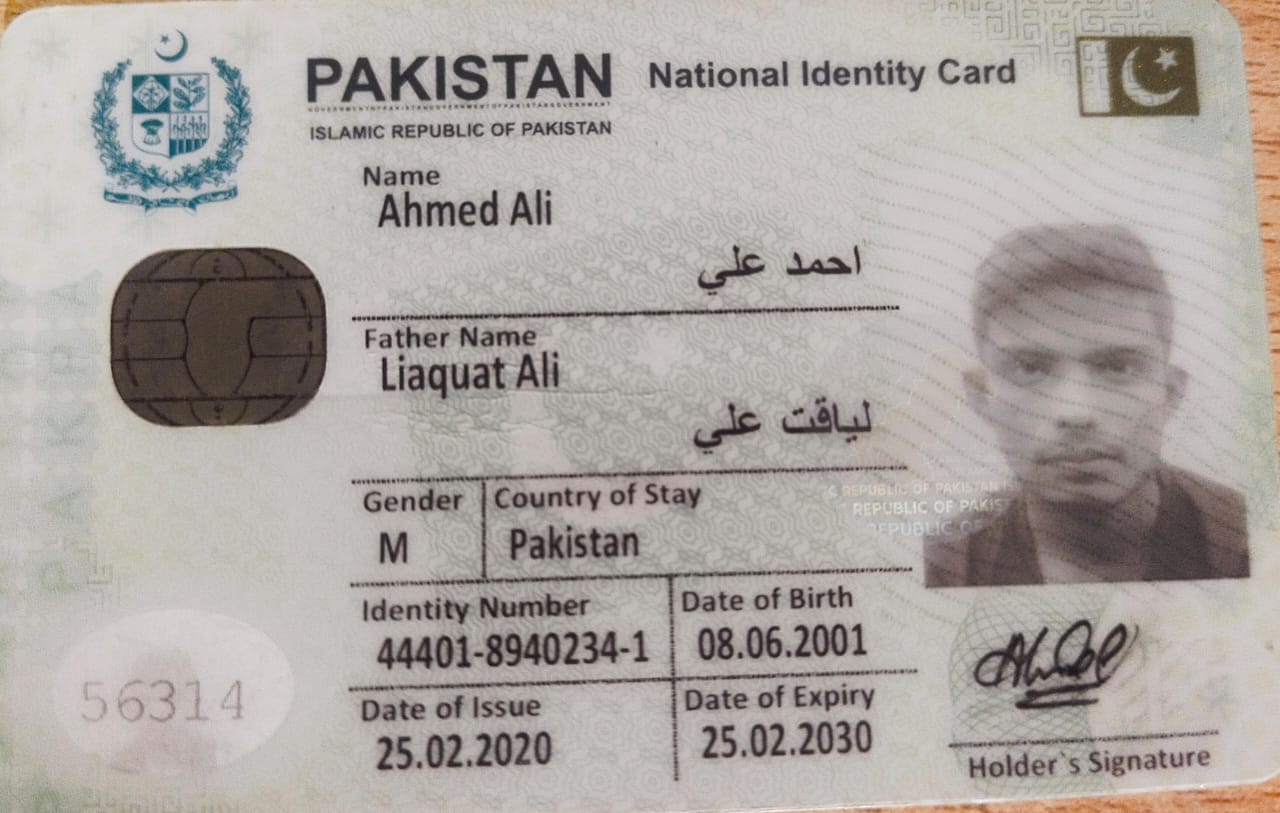 PAKISTAN National Identity Card
ISLAMIC REPUBLIC OF PAKISTAN
Name
Ahmed Ali
احمد علي
Father Name
Liaquat Ali
لياقت علي
Gender Country of Stay
M Pakistan
REPUBLIC OF PAKISTAN
REPUBLIC OF PAKIS
REPUBLIC OF
Identity Number Date of Birth
44401-8940234-1 08.06.2001
Date of Issue Date of Expiry
25.02.2020 25.02.2030
56314
Holder`s Signature